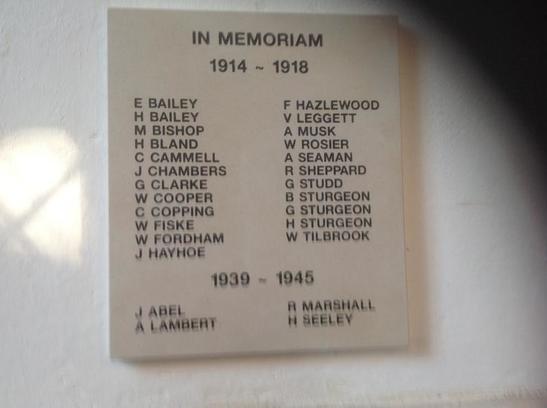 IN MEMORIAM
1914 ~ 1918
E BAILEY
H BAILEY
M BISHOP
H BLAND
C CAMMELL
J CHAMBERS
G CLARKE
W COOPER
C COPPING
W FISKE
W FORDHAM
J HAYHOE
F HAZLEWOOD
V LEGGETT
A MUSK
W ROSIER
A SEAMAN
R SHEPPARD
G STUDD
B STURGEON
G STURGEON
H STURGEON
W TILBROOK
1939 ~ 1945
J ABEL
A LAMBERT
R MARSHALL
H SEELEY